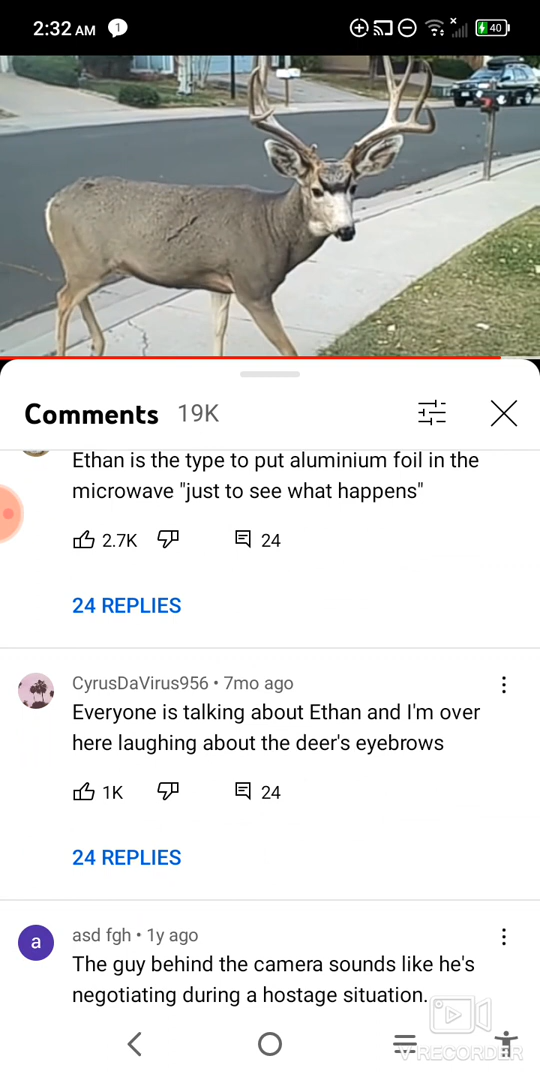 2:32 AM 1
40
Comments 19K
Ethan is the type to put aluminium foil in the
microwave "just to see what happens"
2.7K 24
24 REPLIES
CyrusDaVirus956 • 7mo ago
Everyone is talking about Ethan and I'm over
here laughing about the deer's eyebrows
1K 24
24 REPLIES
a
asd fgh • 1y ago
The guy behind the camera sounds like he's
negotiating during a hostage situation.
V RECORDER